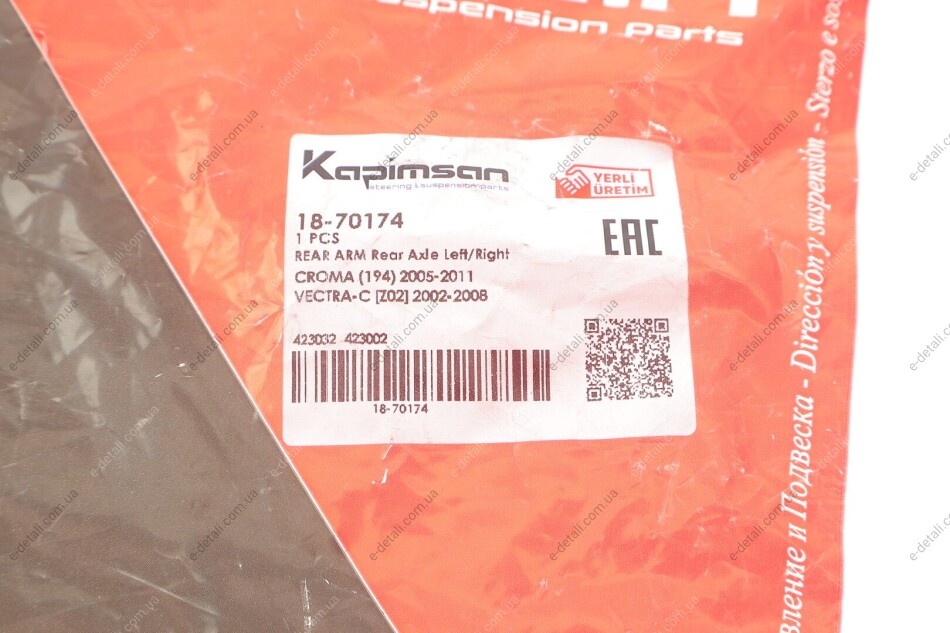 suspension parts
Kapimsan
steering & suspension parts
YERLİ
ÜRETİM
18-70174
1 PCS
REAR ARM Rear Axle Left/Right
CROMA (194) 2005-2011
VECTRA-C [Z02] 2002-2008
EAC
423032 423002
18-70174
вление и Подвеска - Dirección y suspensión - Sterzo e sos
e-detali.com.ua